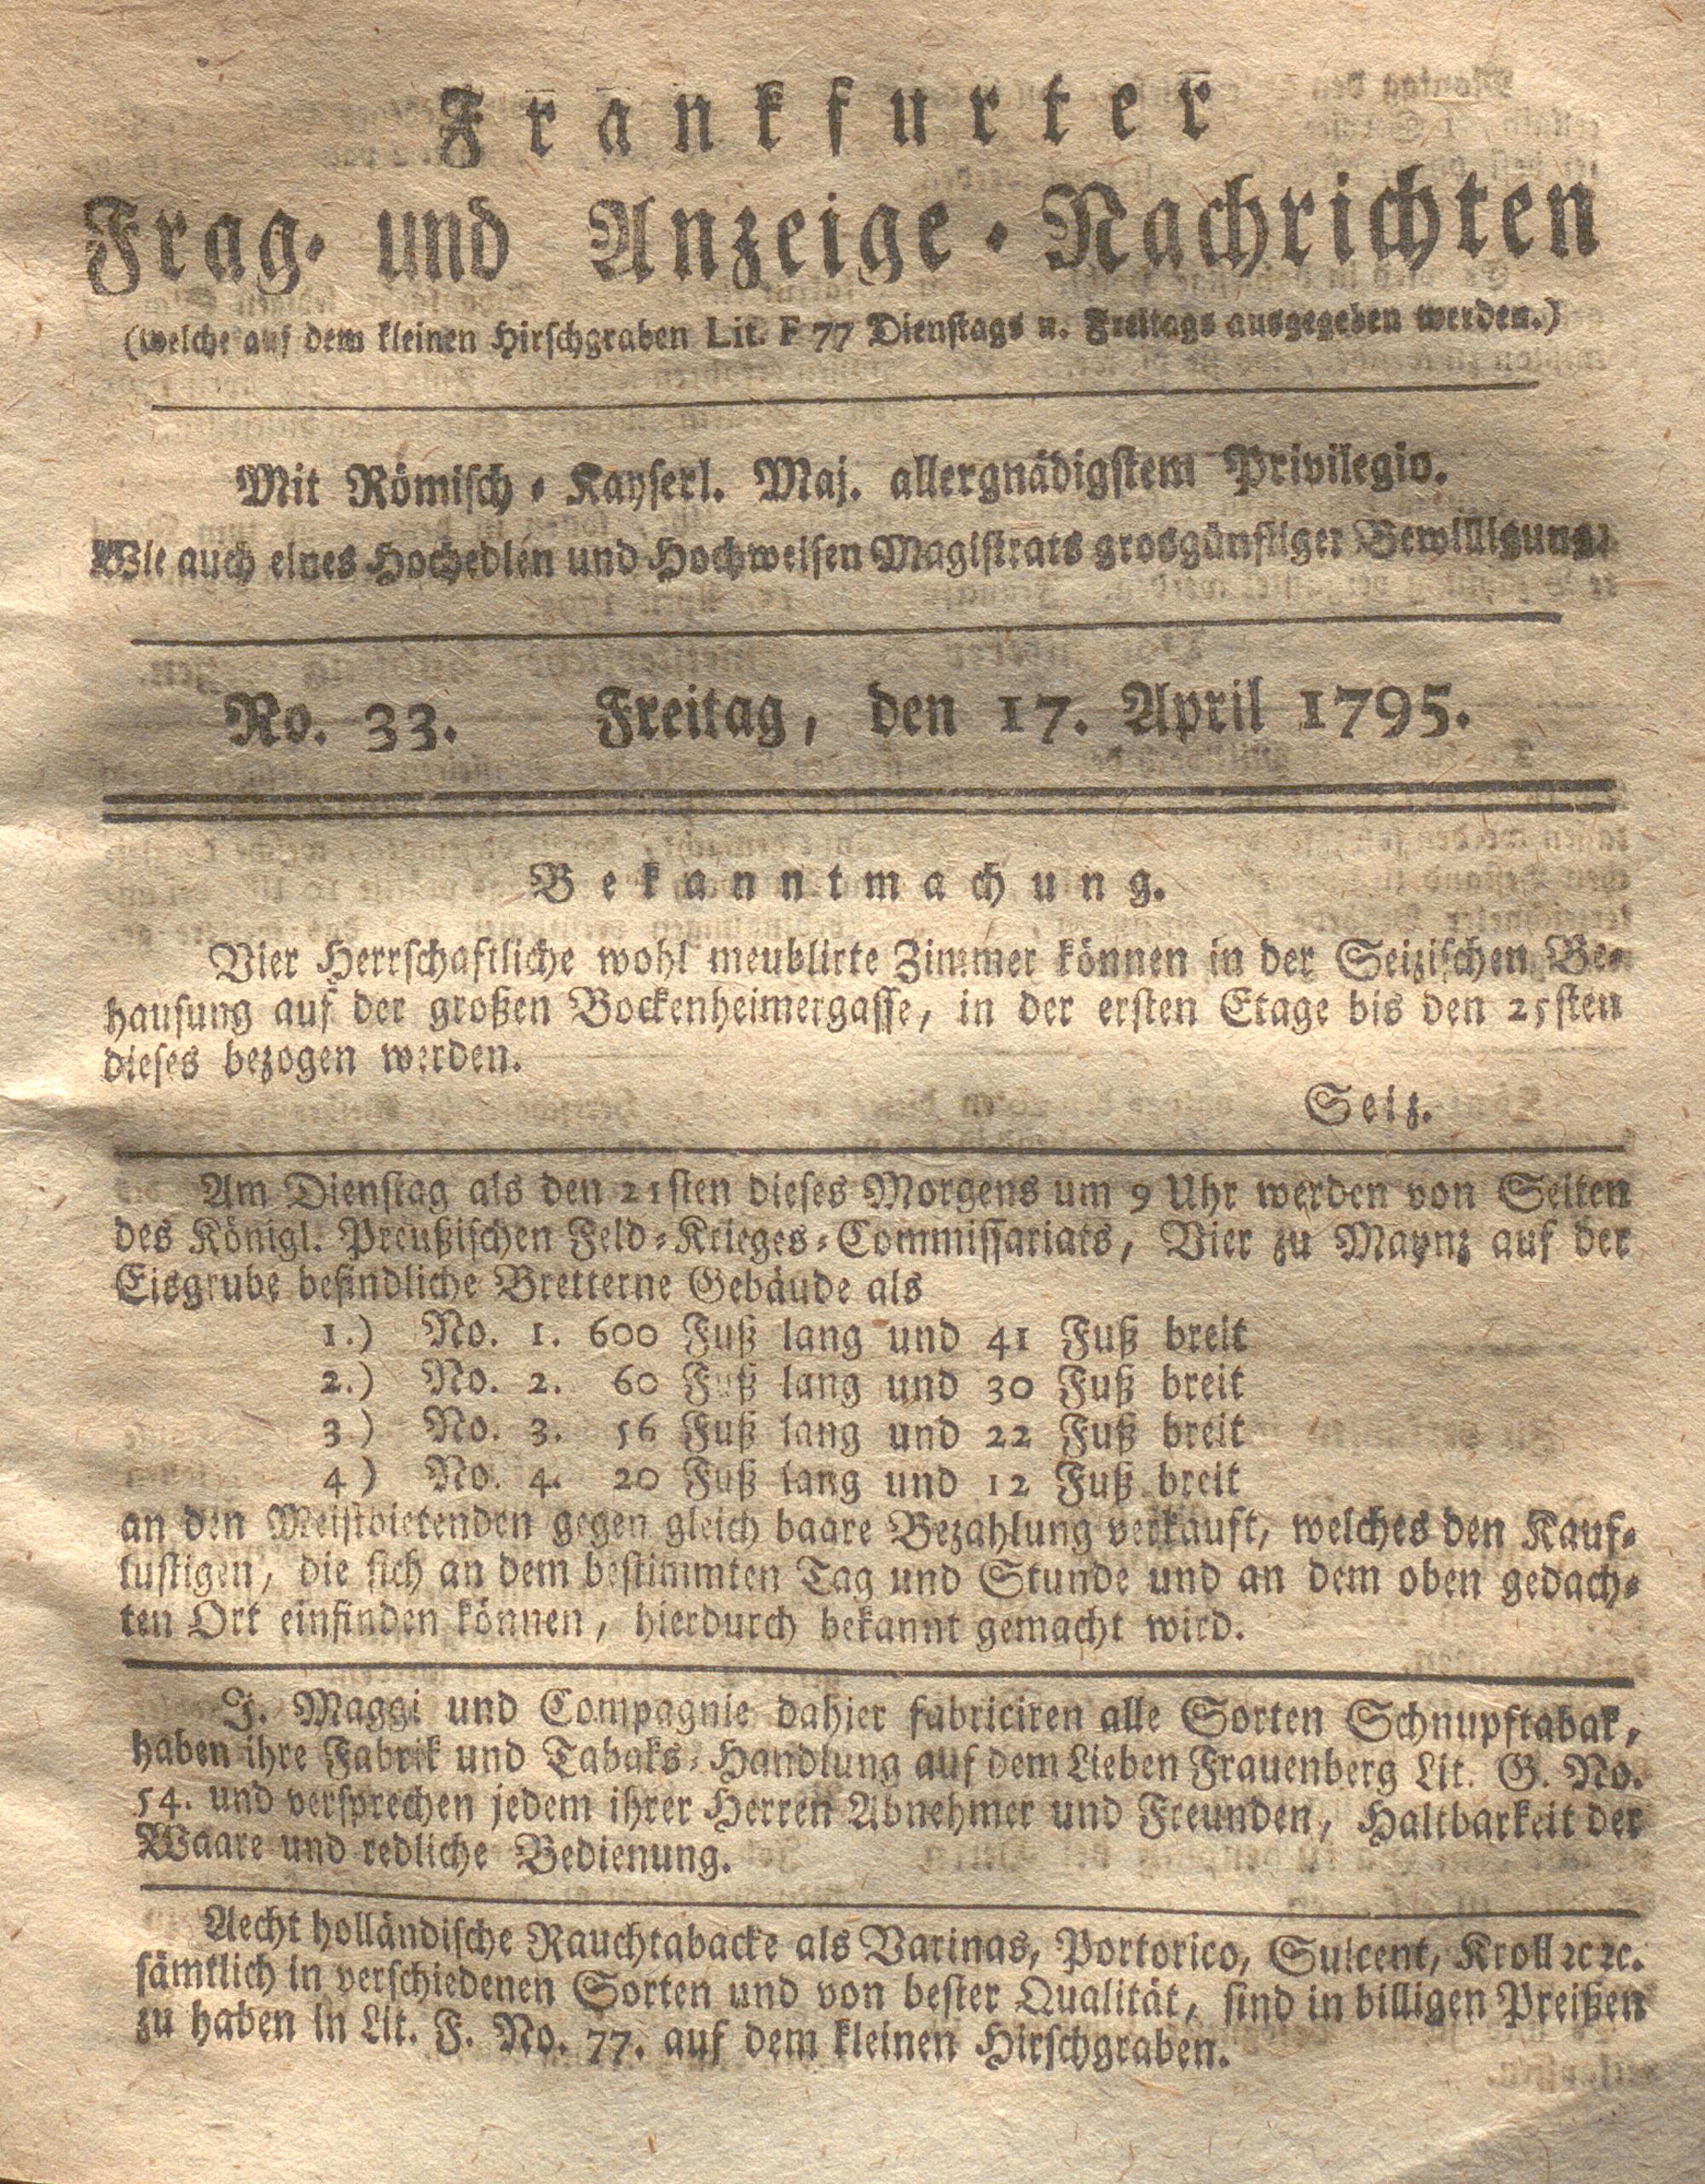 Frankfurter
Frag- und Anzeige-Nachrichten
(welche auf dem kleinen Hirschgraben Lit. F 77 Dienstags u. Freitags ausgegeben werden.)
Mit Römisch-Kayserl. Maj. allergnädigstem Privilegio.
Wie auch eines Hochedlen und Hochweisen Magistrats grosgünstiger Bewilligung.
No. 33. Freitag, den 17. April 1795.
Bekanntmachung.
Vier Herrschaftliche wohl meublirte Zimmer können in der Seizischen Be-
hausung auf der großen Bockenheimergasse, in der ersten Etage bis den 25sten
dieses bezogen werden.
Seiz.
Am Dienstag als den 21sten dieses Morgens um 9 Uhr werden von Seiten
des Königl. Preußischen Feld-Krieges-Commissariats, Vier zu Maynz auf der
Eisgrube befindliche Bretterne Gebäude als
1.) No. 1. 600 Fuß lang und 41 Fuß breit
2.) No. 2. 60 Fuß lang und 30 Fuß breit
3) No. 3. 56 Fuß lang und 22 Fuß breit
4) No. 4. 20 Fuß lang und 12 Fuß breit
an den Meistbietenden gegen gleich baare Bezahlung verkauft, welches den Kauf-
lustigen, die sich an dem bestimmten Tag und Stunde und an dem oben gedach-
ten Ort einfinden können, hierdurch bekannt gemacht wird.
J. Maggi und Compagnie dahier fabriciren alle Sorten Schnupftabak,
haben ihre Fabrik und Tabaks-Handlung auf dem Lieben Frauenberg Lit. G. No.
54. und versprechen jedem ihrer Herren Abnehmer und Freunden, Haltbarkeit der
Waare und redliche Bedienung.
Aecht holländische Rauchtabacke als Varinas, Portorico, Suicent, Kroll ꝛc ꝛc.
sämtlich in verschiedenen Sorten und von bester Qualität, sind in billigen Preißen
zu haben in Lit. F. No. 77. auf dem kleinen Hirschgraben.